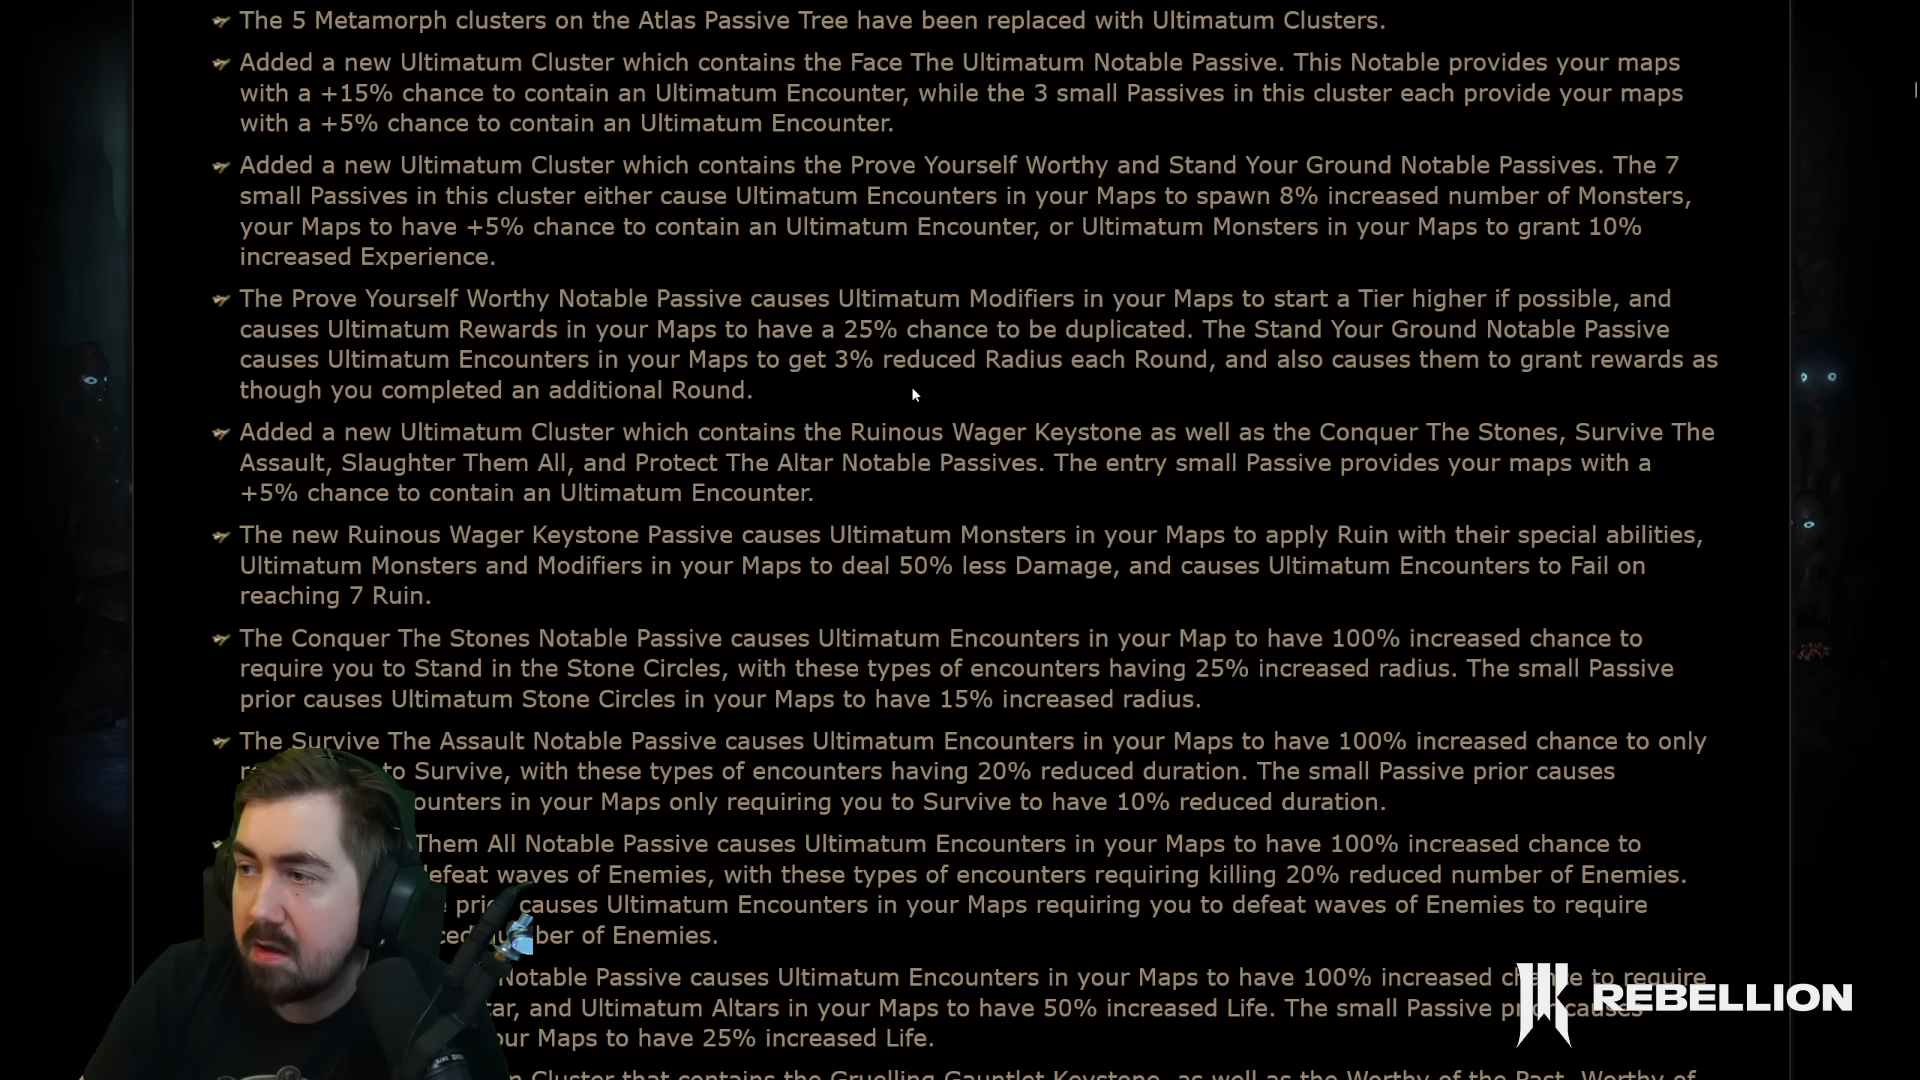 The 5 Metamorph clusters on the Atlas Passive Tree have been replaced with Ultimatum Clusters.
Added a new Ultimatum Cluster which contains the Face The Ultimatum Notable Passive. This Notable provides your maps
with a +15% chance to contain an Ultimatum Encounter, while the 3 small Passives in this cluster each provide your maps
with a +5% chance to contain an Ultimatum Encounter.
Added a new Ultimatum Cluster which contains the Prove Yourself Worthy and Stand Your Ground Notable Passives. The 7
small Passives in this cluster either cause Ultimatum Encounters in your Maps to spawn 8% increased number of Monsters,
your Maps to have +5% chance to contain an Ultimatum Encounter, or Ultimatum Monsters in your Maps to grant 10%
increased Experience.
The Prove Yourself Worthy Notable Passive causes Ultimatum Modifiers in your Maps to start a Tier higher if possible, and
causes Ultimatum Rewards in your Maps to have a 25% chance to be duplicated. The Stand Your Ground Notable Passive
causes Ultimatum Encounters in your Maps to get 3% reduced Radius each Round, and also causes them to grant rewards as
though you completed an additional Round.
Added a new Ultimatum Cluster which contains the Ruinous Wager Keystone as well as the Conquer The Stones, Survive The
Assault, Slaughter Them All, and Protect The Altar Notable Passives. The entry small Passive provides your maps with a
+5% chance to contain an Ultimatum Encounter.
The new Ruinous Wager Keystone Passive causes Ultimatum Monsters in your Maps to apply Ruin with their special abilities,
Ultimatum Monsters and Modifiers in your Maps to deal 50% less Damage, and causes Ultimatum Encounters to Fail on
reaching 7 Ruin.
The Conquer The Stones Notable Passive causes Ultimatum Encounters in your Map to have 100% increased chance to
require you to Stand in the Stone Circles, with these types of encounters having 25% increased radius. The small Passive
prior causes Ultimatum Stone Circles in your Maps to have 15% increased radius.
The Survive The Assault Notable Passive causes Ultimatum Encounters in your Maps to have 100% increased chance to only
to Survive, with these types of encounters having 20% reduced duration. The small Passive prior causes
ounters in your Maps only requiring you to Survive to have 10% reduced duration.
Them All Notable Passive causes Ultimatum Encounters in your Maps to have 100% increased chance to
defeat waves of Enemies, with these types of encounters requiring killing 20% reduced number of Enemies.
causes Ultimatum Encounters in your Maps requiring you to defeat waves of Enemies to require
of Enemies.
Notable Passive causes Ultimatum Encounters in your Maps to have 100% increased chance to require
tar, and Ultimatum Altars in your Maps to have 50% increased Life. The small Passive prior causes
our Maps to have 25% increased Life.
Cluster that contains the Gruelling Gauntlet Keystone, as well as the Worthy of the Past, Worthy of
REBELLION